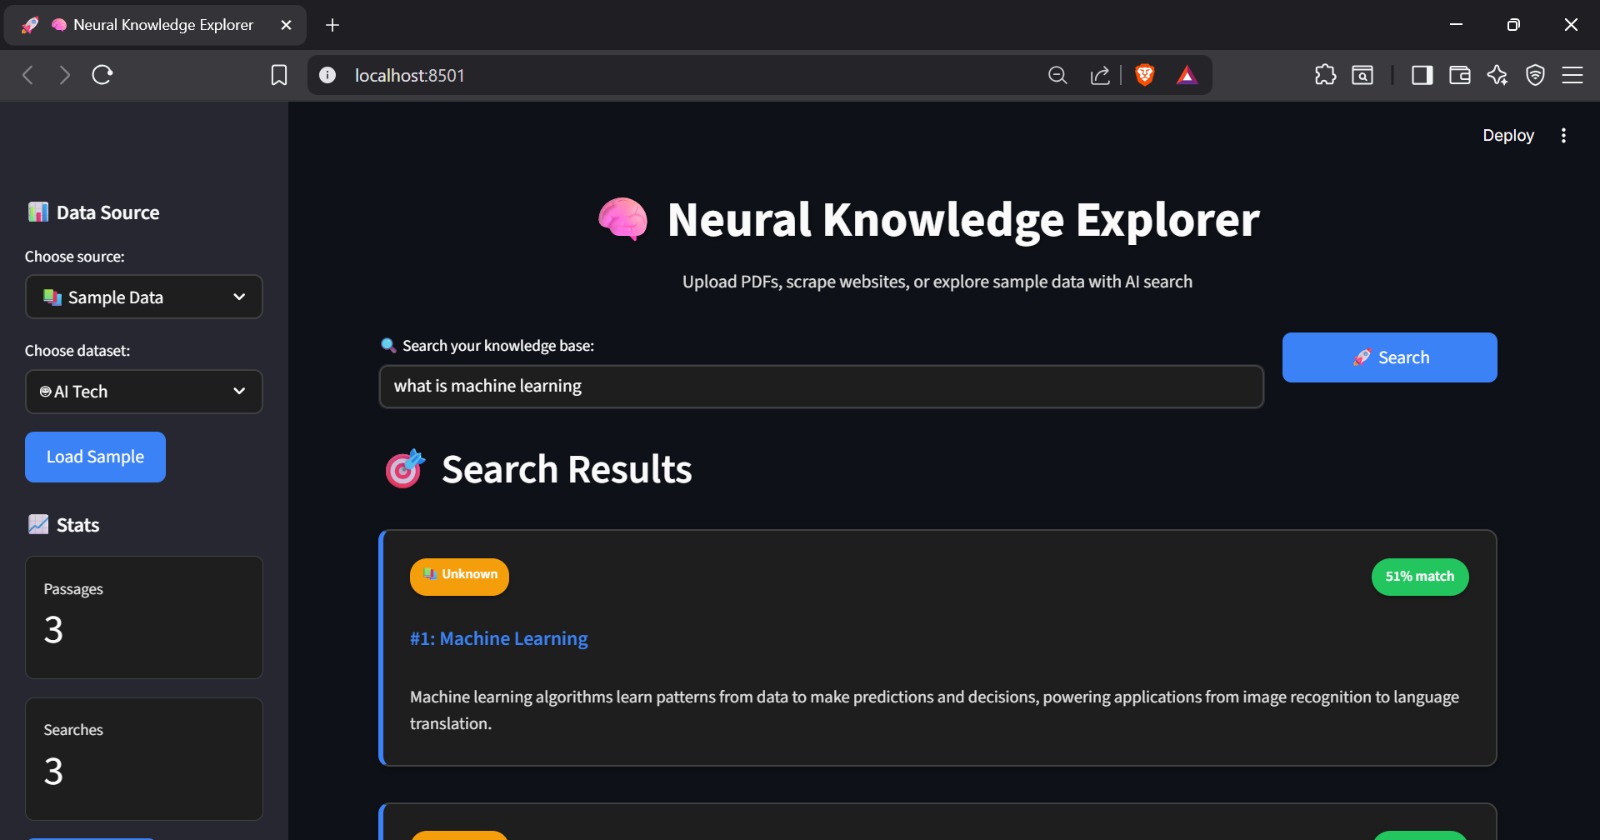 Neural Knowledge Explorer
localhost:8501
Deploy
Data Source
Choose source:
Sample Data
Choose dataset:
AI Tech
Load Sample
Stats
Passages
3
Searches
3
Neural Knowledge Explorer
Upload PDFs, scrape websites, or explore sample data with AI search
Search your knowledge base:
what is machine learning
Search
Search Results
Unknown
51% match
#1: Machine Learning
Machine learning algorithms learn patterns from data to make predictions and decisions, powering applications from image recognition to language
translation.